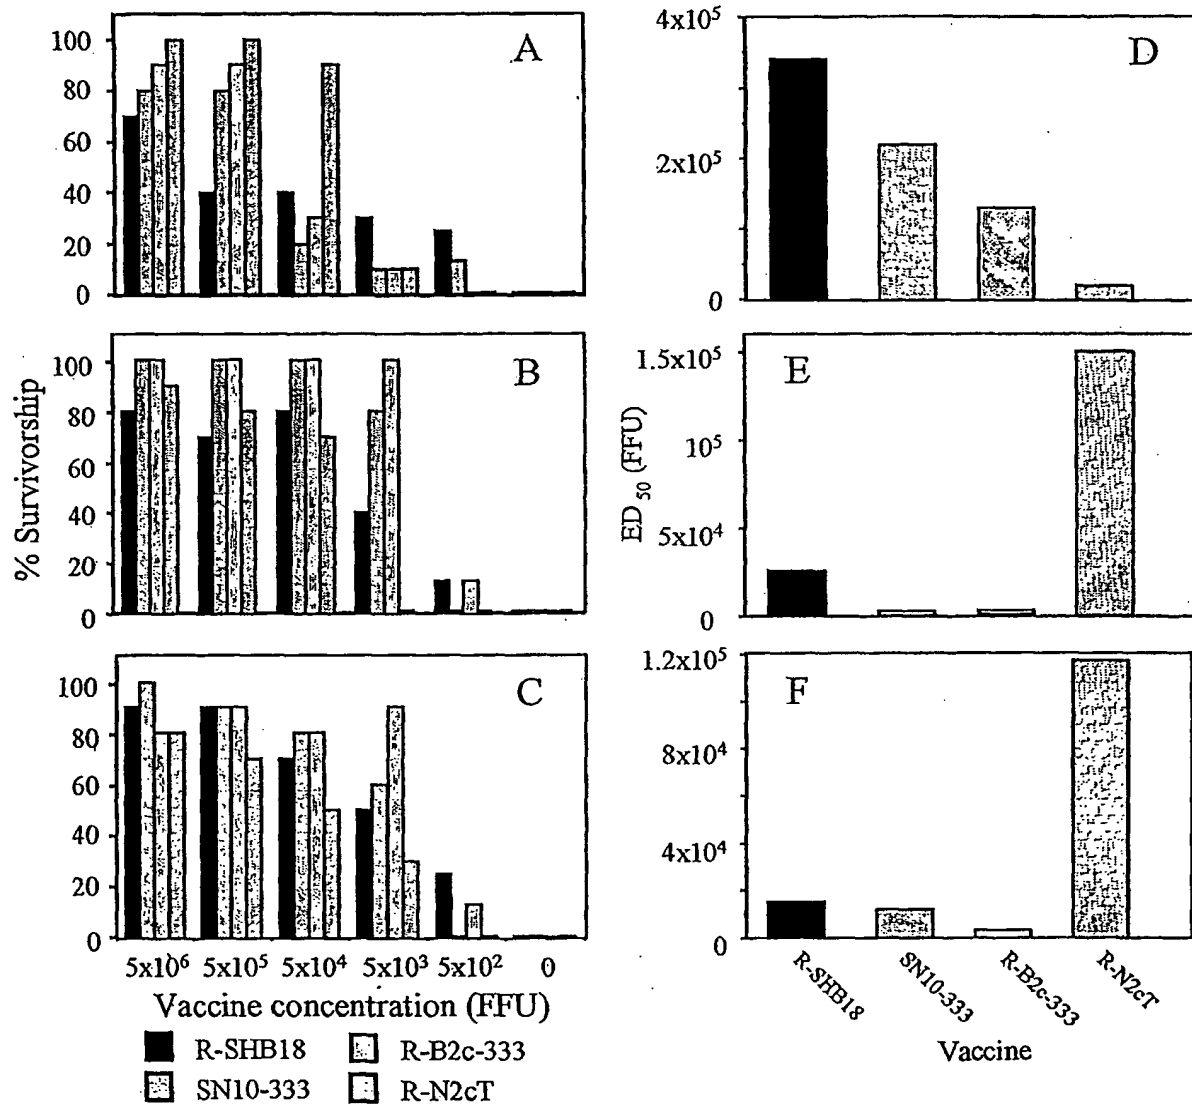 % Survivorship
A
100
80
60
40
20
0
B
100
80
60
40
20
0
C
100
80
60
40
20
0
5x10⁶ 5x10⁵ 5x10⁴ 5x10³ 5x10² 0
Vaccine concentration (FFU)
R-SHB18 R-B2c-333
SN10-333 R-N2cT
ED₅₀ (FFU)
D
4x10⁵
2x10⁵
0
E
1.5x10⁵
10⁵
5x10⁴
0
F
1.2x10⁵
8x10⁴
4x10⁴
0
R-SHB18 SN10-333 R-B2c-333 R-N2cT
Vaccine